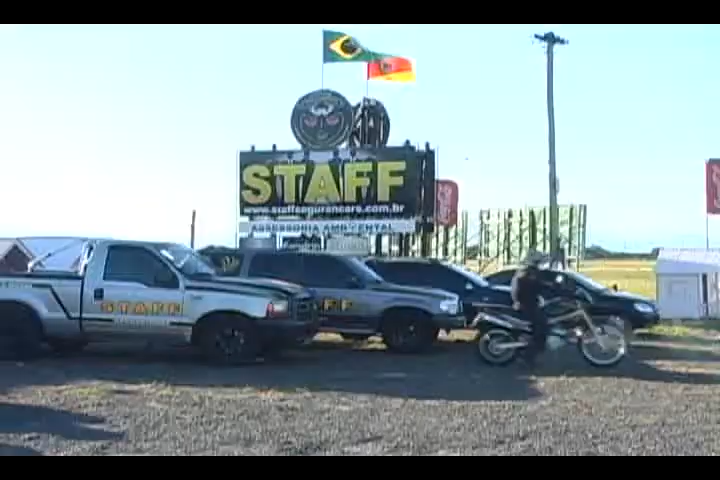 STAFF
www.staffsegurancars.com.br
ASSESSORIA AMBIENTAL
STAFF
FF